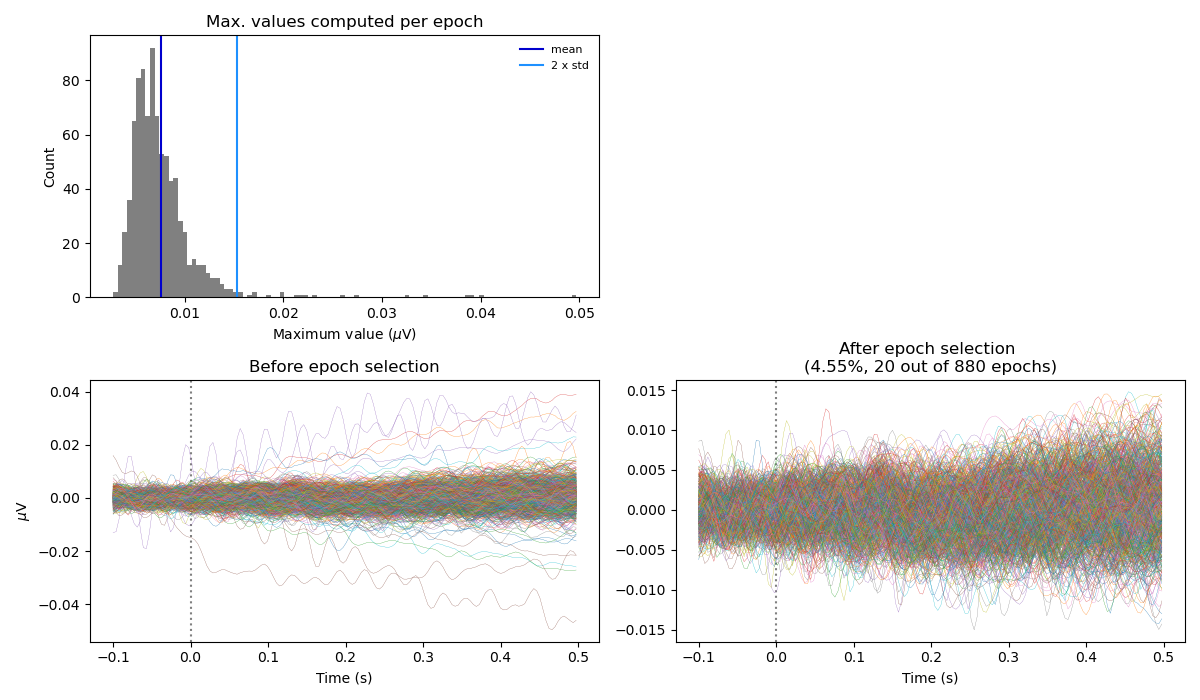 Max. values computed per epoch
mean
2 x std
Count
80
60
40
20
0
0.01 0.02 0.03 0.04 0.05
Maximum value (μV)
Before epoch selection
μV
0.04
0.02
0.00
−0.02
−0.04
−0.1 0.0 0.1 0.2 0.3 0.4 0.5
Time (s)
After epoch selection
(4.55%, 20 out of 880 epochs)
0.015
0.010
0.005
0.000
−0.005
−0.010
−0.015
−0.1 0.0 0.1 0.2 0.3 0.4 0.5
Time (s)